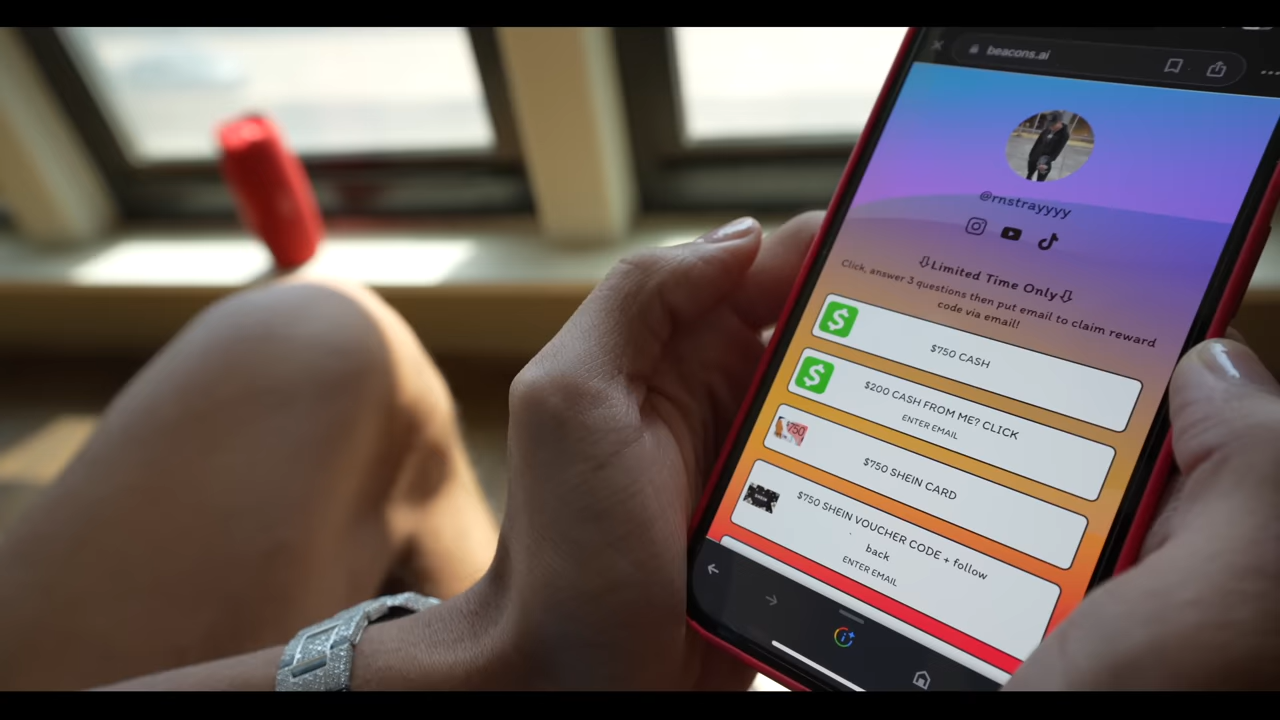 beacons.ai
@rnstrayyyy
⇩Limited Time Only⇩
Click, answer 3 questions then put email to claim reward
code via email!
$750 CASH
$200 CASH FROM ME? CLICK
ENTER EMAIL
$750 SHEIN CARD
$750 SHEIN VOUCHER CODE + follow
back
ENTER EMAIL